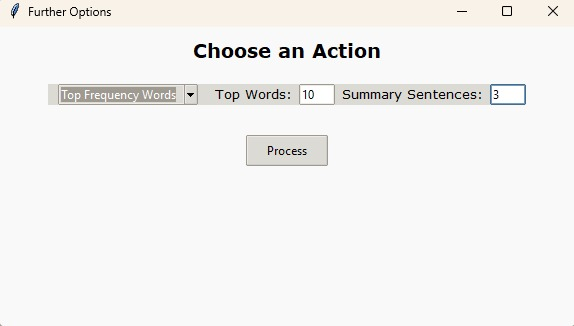 Further Options
Choose an Action
Top Frequency Words Top Words: 10 Summary Sentences: 3
Process